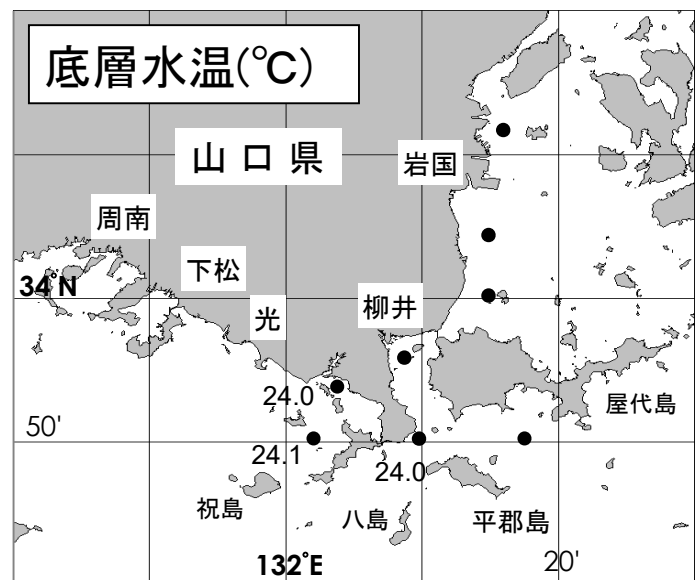 底層水温(℃)
山口県
岩国
周南
下松
34°N
光
柳井
24.0
屋代島
50'
24.1
24.0
祝島
八島
平郡島
132°E
20'